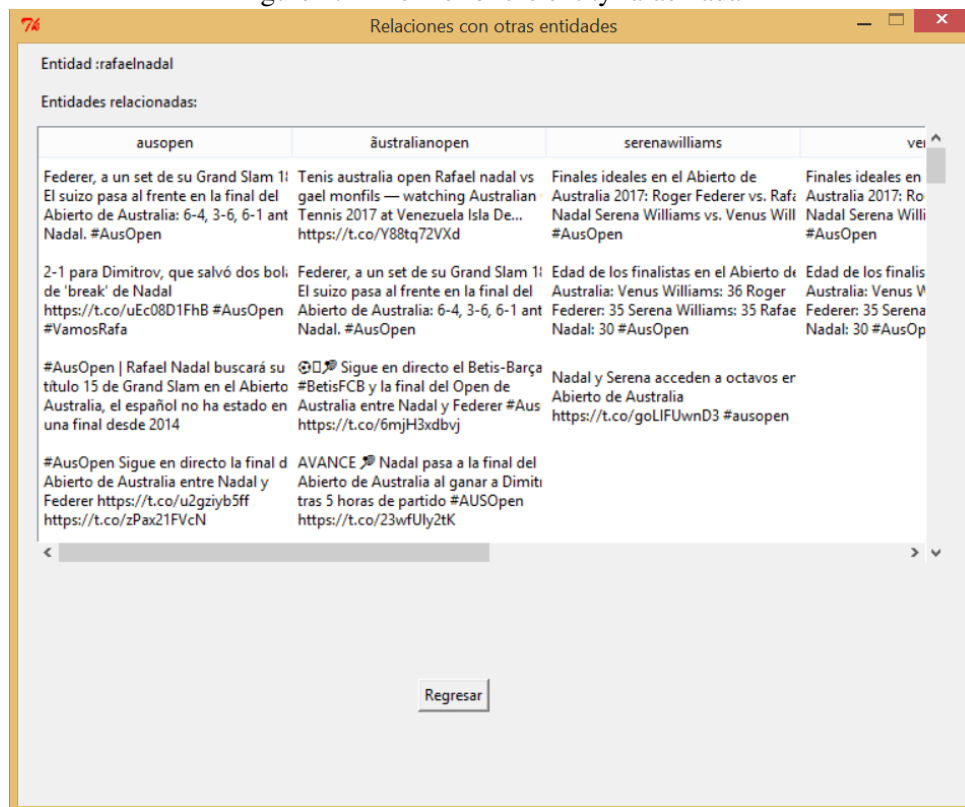 Relaciones con otras entidades
Entidad :rafaelnadal
Entidades relacionadas:
ausopen
ãustralianopen
serenawilliams
Federer, a un set de su Grand Slam
El suizo pasa al frente en la final del
Abierto de Australia: 6-4, 3-6, 6-1 ant
Nadal. #AusOpen
Tenis australia open Rafael nadal vs
gael monfils — watching Australian
Tennis 2017 at Venezuela Isla De...
https://t.co/Y88tq72VXd
Finales ideales en el Abierto de
Australia 2017: Roger Federer vs. Rafa
Nadal Serena Williams vs. Venus Will
#AusOpen
Finales ideales en
Australia 2017: Ro
Nadal Serena Willi
#AusOpen
2-1 para Dimitrov, que salvó dos bol
de 'break' de Nadal
https://t.co/uEc08D1FhB #AusOpen
#VamosRafa
Federer, a un set de su Grand Slam
El suizo pasa al frente en la final del
Abierto de Australia: 6-4, 3-6, 6-1 ant
Nadal. #AusOpen
Edad de los finalistas en el Abierto de
Australia: Venus Williams: 36 Roger
Federer: 35 Serena Williams: 35 Rafae
Nadal: 30 #AusOpen
Edad de los finalis
Australia: Venus W
Federer: 35 Serena
Nadal: 30 #AusOp
#AusOpen | Rafael Nadal buscará su
título 15 de Grand Slam en el Abierto
Australia, el español no ha estado en
una final desde 2014
Sigue en directo el Betis-Barça
#BetisFCB y la final del Open de
Australia entre Nadal y Federer #Aus
https://t.co/6mjH3xdbvj
Nadal y Serena acceden a octavos en
Abierto de Australia
https://t.co/goLIFUwnD3 #ausopen
#AusOpen Sigue en directo la final d
Abierto de Australia entre Nadal y
Federer https://t.co/u2gziyb5ff
https://t.co/zPax21FVcN
AVANCE Nadal pasa a la final del
Abierto de Australia al ganar a Dimit
tras 5 horas de partido #AUSOpen
https://t.co/23wfUly2tK
Regresar